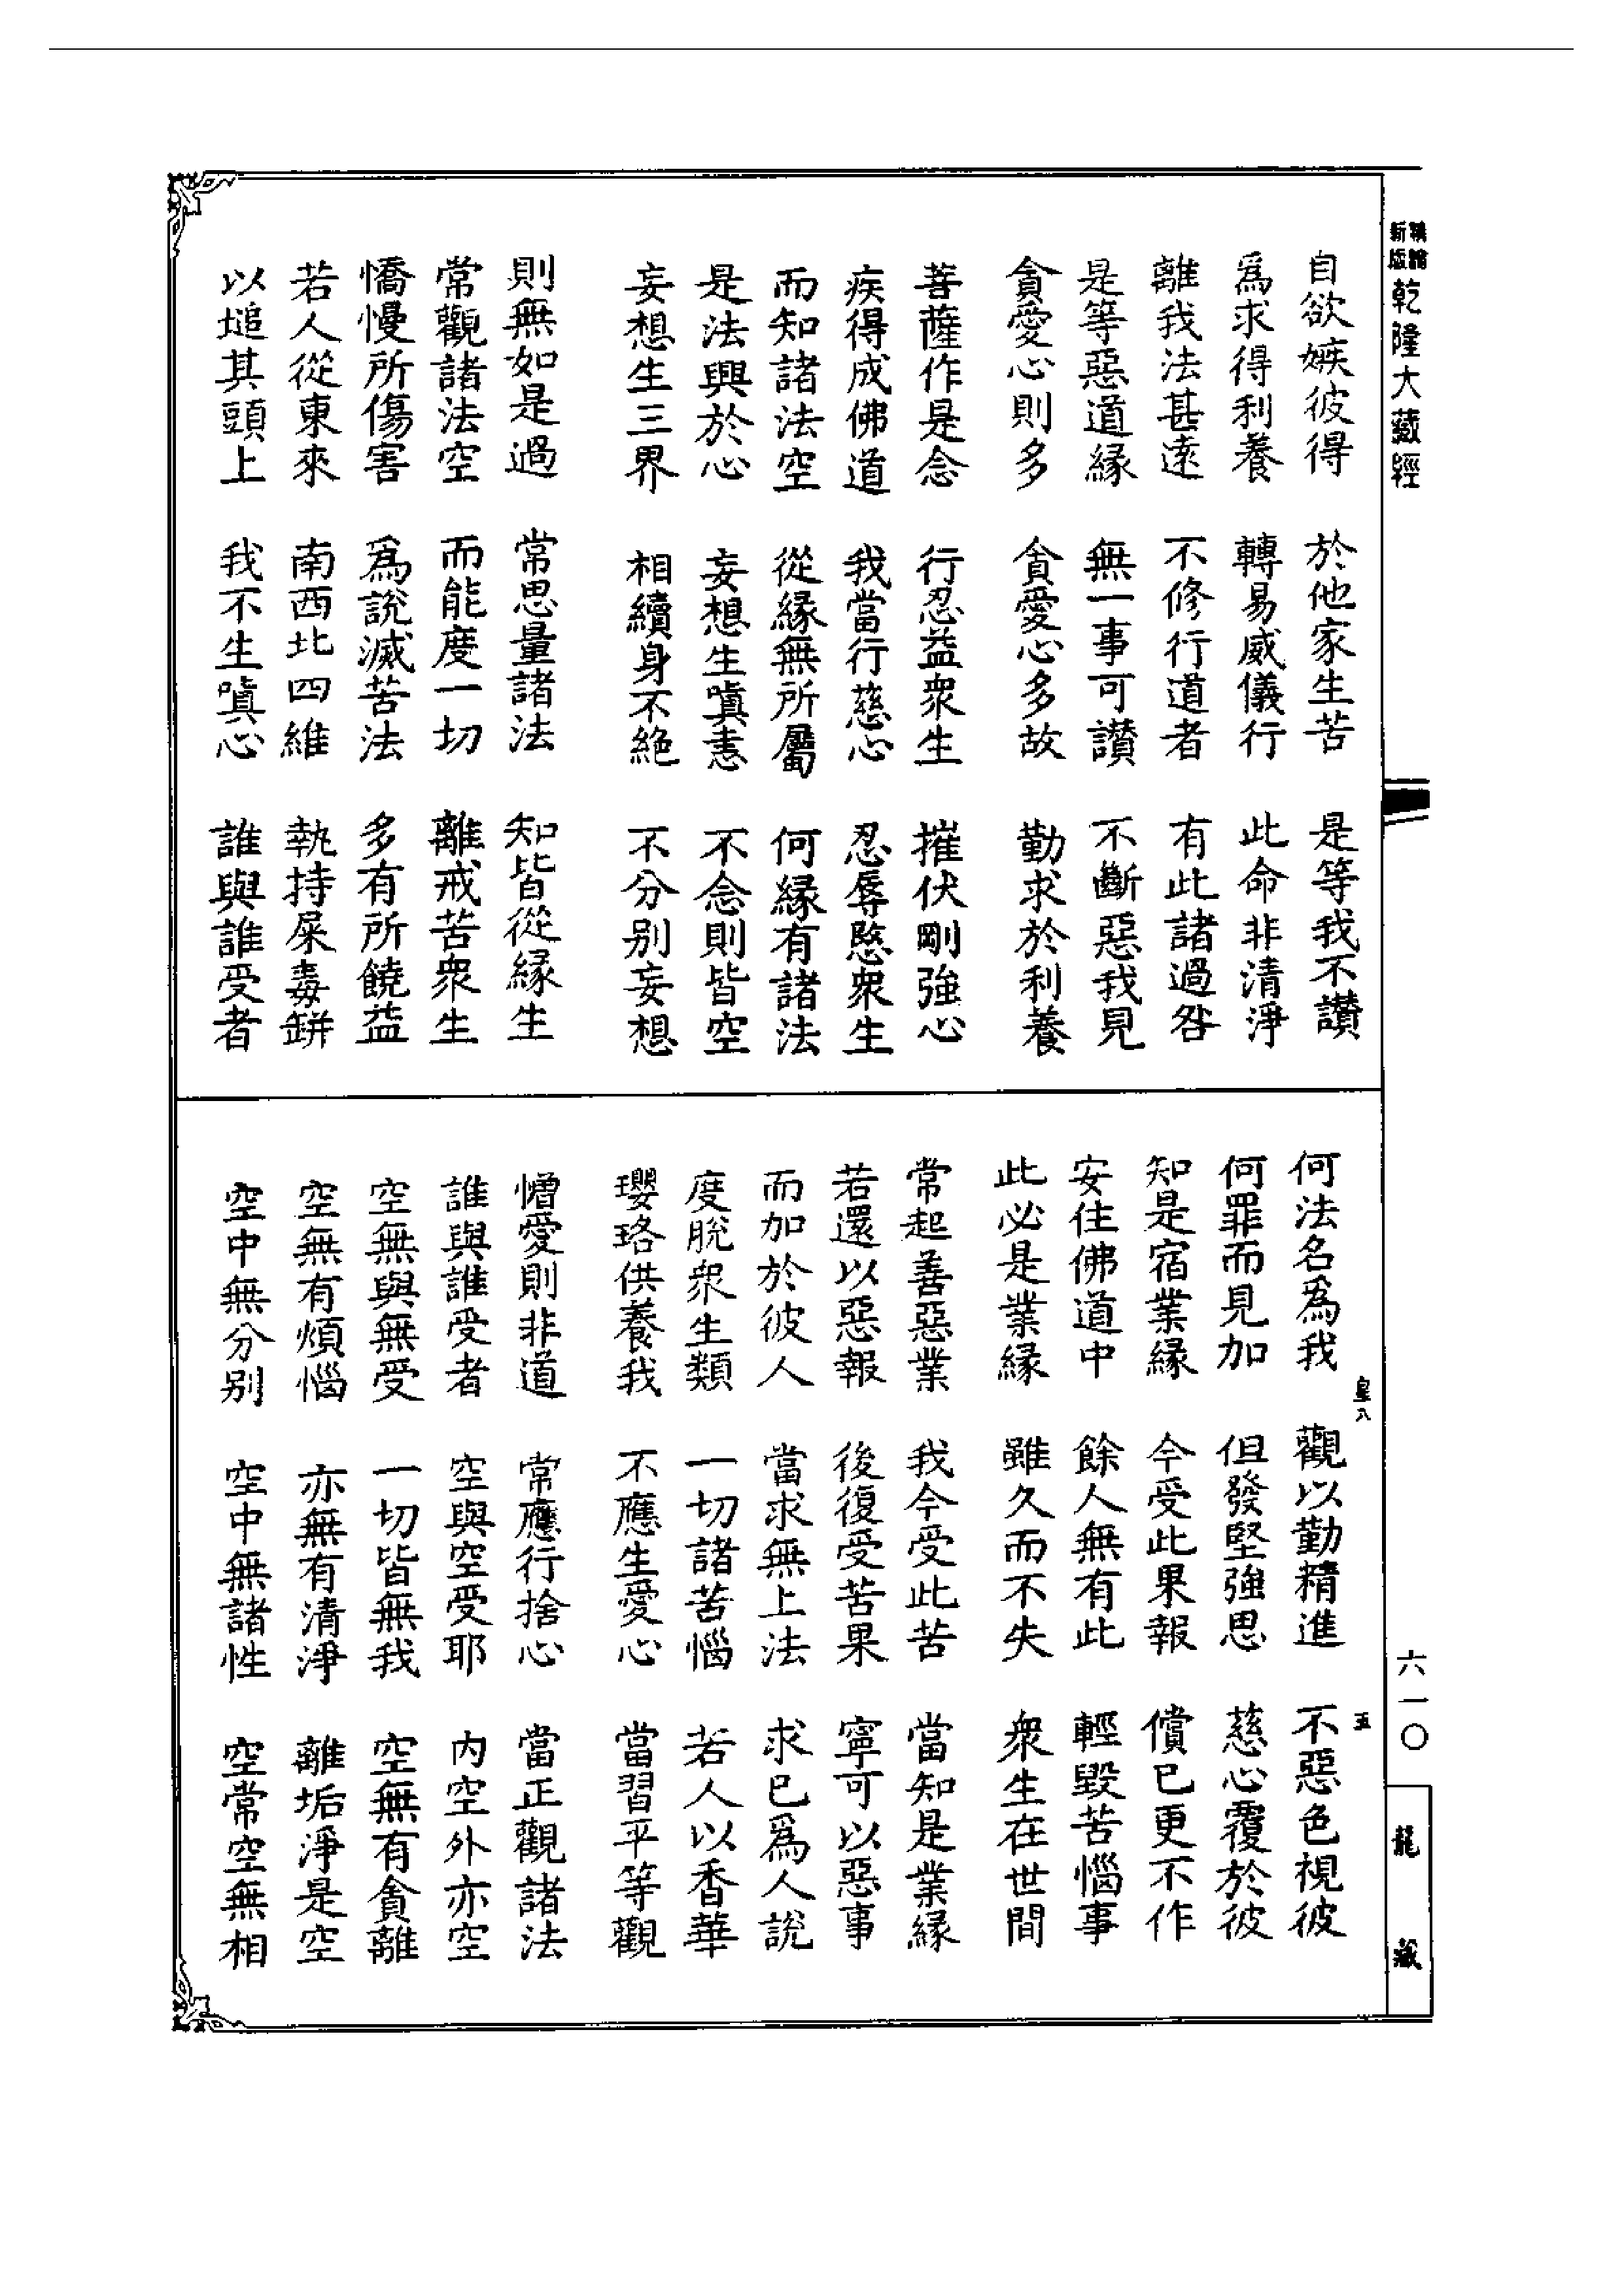 新版
乾隆大藏經
自欲嫉彼得　於他家生苦　是等我不讃
爲求得利養　轉易威儀行　此命非清淨
離我法甚遠　不修行道者　有此諸過咎
是等惡道緣　無一事可讃　不斷惡我見
貪愛心則多　貪愛心多故　勤求於利養
菩薩作是念　行忍益衆生　摧伏剛強心
疾得成佛道　我當行慈心　忍辱愍衆生
而知諸法空　從緣無所屬　何緣有諸法
是法興於心　妄想生嗔恚　不念則皆空
妄想生三界　相續身不絶　不分别妄想
則無如是過　常思量諸法　知皆從緣生
常觀諸法空　而能度一切　離戒苦衆生
憍慢所傷害　爲說滅苦法　多有所饒益
若人從東來　南西北四維　執持屎毒缾
以塠其頭上　我不生嗔心　誰與誰受者
何法名爲我　觀以勤精進　不惡色視彼
何罪而見加　但發堅強思　慈心覆於彼
知是宿業緣　今受此果報　償已更不作
安住佛道中　餘人無有此　輕毀苦惱事
此必是業緣　雖久而不失　衆生在世間
常起善惡業　我今受此苦　當知是業緣
若還以惡報　後復受苦果　寧可以惡事
而加於彼人　當求無上法　求已爲人說
度脫衆生類　一切諸苦惱　若人以香華
瓔珞供養我　不應生愛心　當習平等觀
憎愛則非道　常應行捨心　當正觀諸法
誰與誰受者　空與空受耶　内空外亦空
空無與無受　一切皆無我　空無有貪離
空無有煩惱　亦無有清淨　離垢淨是空
空中無分别　空中無諸性　空常空無相
皇八
五
六一〇
龍藏